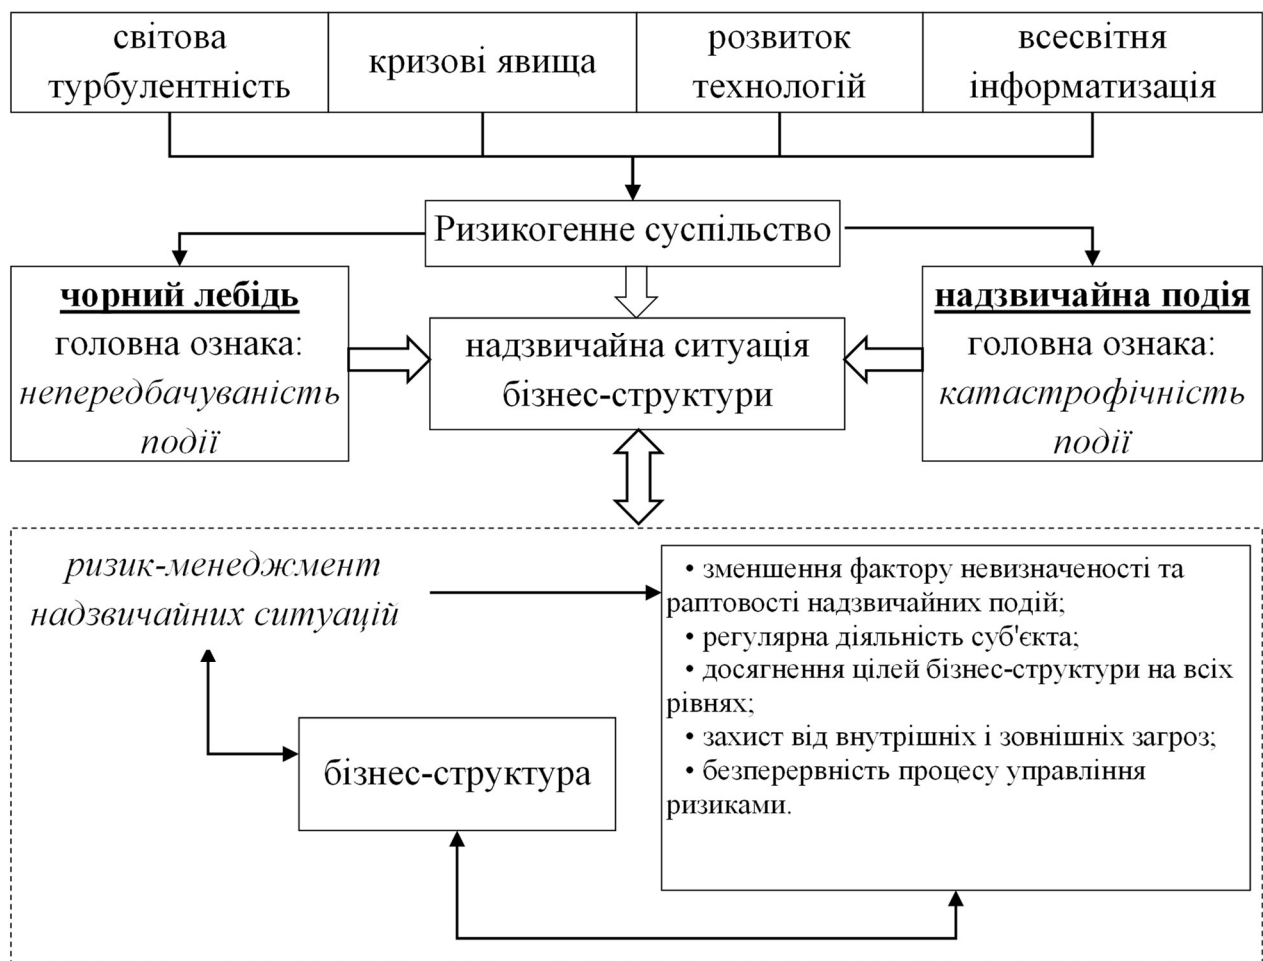 світова
турбулентність
кризові явища
розвиток
технологій
всесвітня
інформатизація
Ризикогенне суспільство
чорний лебідь
головна ознака:
непередбачуваність
події
надзвичайна ситуація
бізнес-структури
надзвичайна подія
головна ознака:
катастрофічність
події
ризик-менеджмент
надзвичайних ситуацій
• зменшення фактору невизначеності та
раптовості надзвичайних подій;
• регулярна діяльність суб'єкта;
• досягнення цілей бізнес-структури на всіх
рівнях;
• захист від внутрішніх і зовнішніх загроз;
• безперервність процесу управління
ризиками.
бізнес-структура